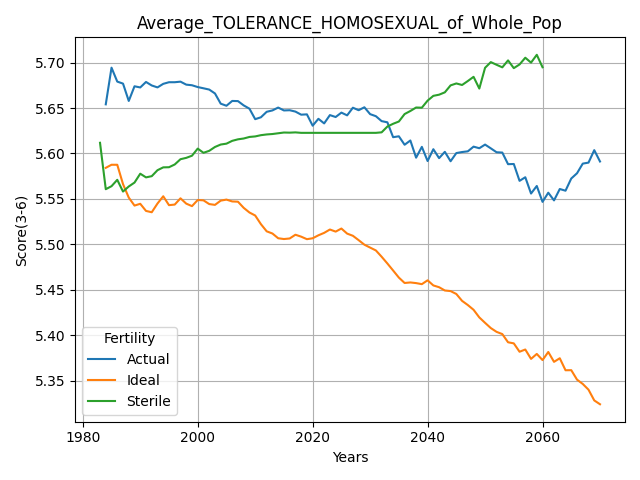 Average_TOLERANCE_HOMOSEXUAL_of_Whole_Pop
5.70
5.65
5.60
5.55
5.50
5.45
5.40
5.35
Score(3-6)
Fertility
Actual
Ideal
Sterile
1980 2000 2020 2040 2060
Years